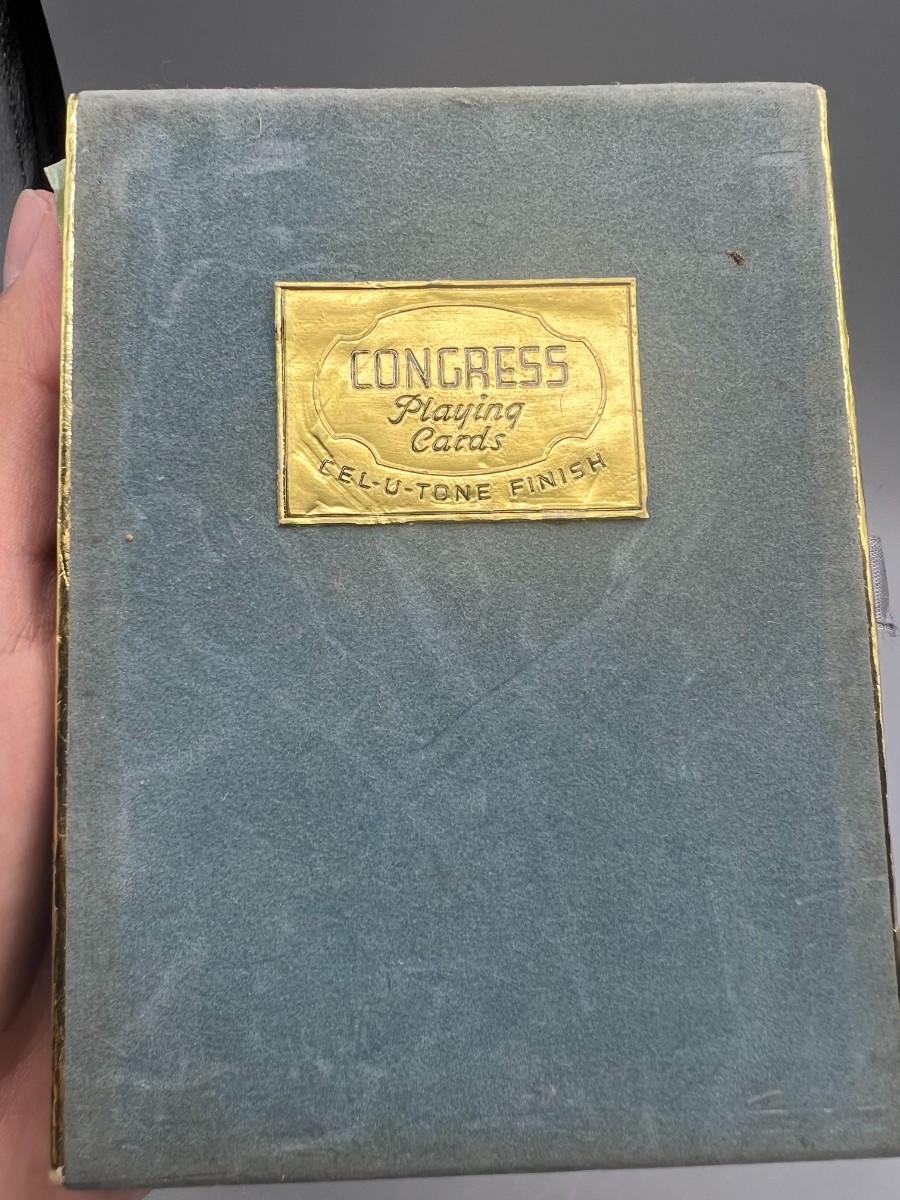 CONGRESS
Playing
Cards
CEL-U-TONE FINISH